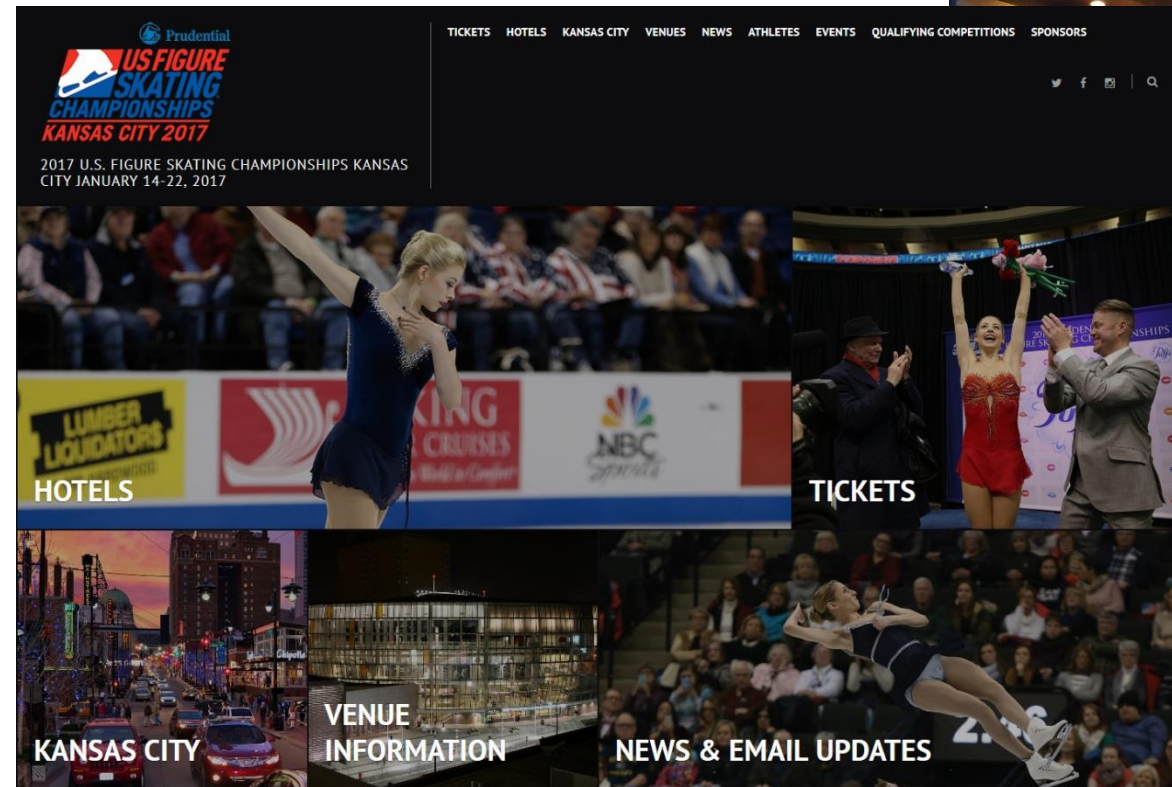 Prudential
US FIGURE
SKATING
CHAMPIONSHIPS
KANSAS CITY 2017
2017 U.S. FIGURE SKATING CHAMPIONSHIPS KANSAS
CITY JANUARY 14-22, 2017
TICKETS HOTELS KANSAS CITY VENUES NEWS ATHLETES EVENTS QUALIFYING COMPETITIONS SPONSORS
LUMBER
LIQUIDATORS
KING
CRUISES
NBC
Sports
HOTELS
TICKETS
Chipotle
KANSAS CITY
VENUE
INFORMATION
NEWS & EMAIL UPDATES